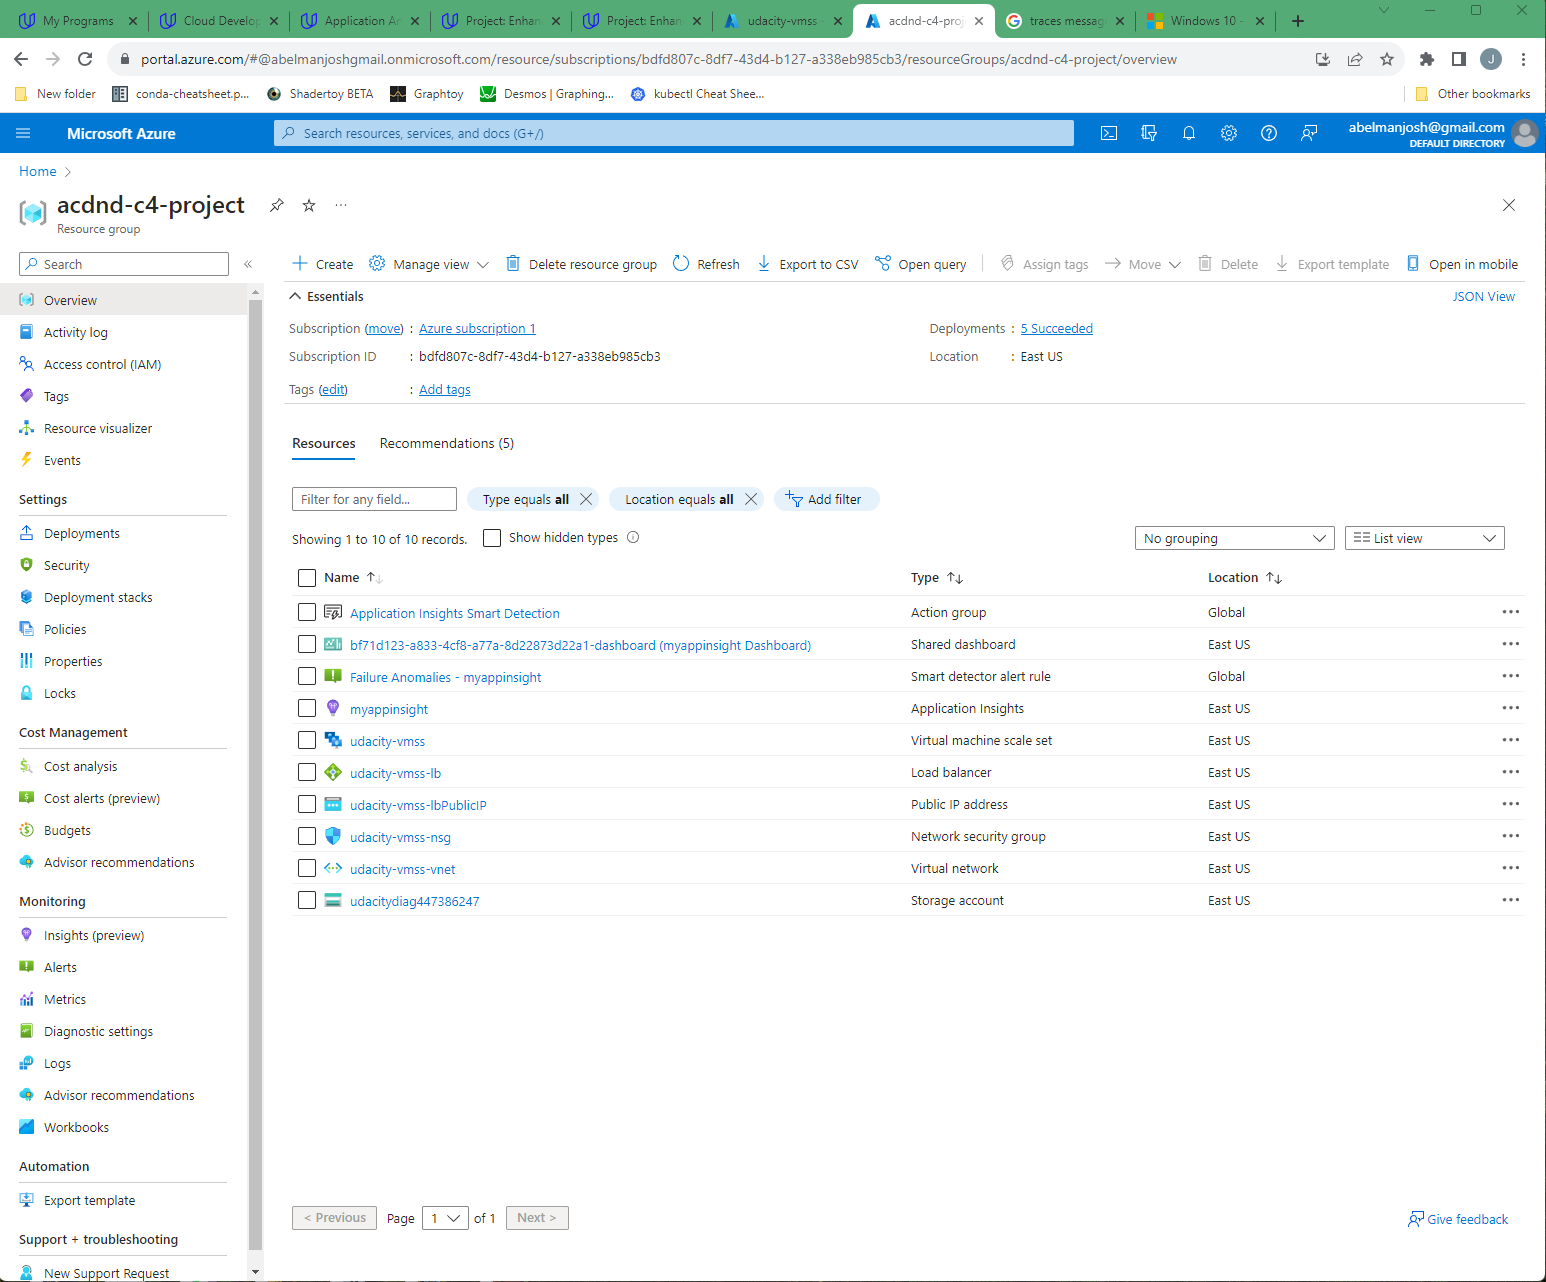 My Programs
Cloud Develop
Application An
Project: Enhan
Project: Enhan
udacity-vmss -
acdnd-c4-proj
traces message
Windows 10 -
portal.azure.com/#@abelmanjoshgmail.onmicrosoft.com/resource/subscriptions/bdfd807c-8df7-43d4-b127-a338eb985cb3/resourceGroups/acdnd-c4-project/overview
J
New folder
conda-cheatsheet.p...
Shadertoy BETA
Graphtoy
Desmos | Graphing...
kubectl Cheat Shee...
Other bookmarks
Microsoft Azure
Search resources, services, and docs (G+/)
abelmanjosh@gmail.com
DEFAULT DIRECTORY
Home
acdnd-c4-project
Resource group
Search
Overview
Activity log
Access control (IAM)
Tags
Resource visualizer
Events
Settings
Deployments
Security
Deployment stacks
Policies
Properties
Locks
Cost Management
Cost analysis
Cost alerts (preview)
Budgets
Advisor recommendations
Monitoring
Insights (preview)
Alerts
Metrics
Diagnostic settings
Logs
Advisor recommendations
Workbooks
Automation
Export template
Support + troubleshooting
New Support Request
Create
Manage view
Delete resource group
Refresh
Export to CSV
Open query
Assign tags
Move
Delete
Export template
Open in mobile
Essentials
JSON View
Subscription (move) : Azure subscription 1
Subscription ID : bdfd807c-8df7-43d4-b127-a338eb985cb3
Tags (edit) : Add tags
Deployments : 5 Succeeded
Location : East US
Resources
Recommendations (5)
Filter for any field...
Type equals all
Location equals all
Add filter
Showing 1 to 10 of 10 records.
Show hidden types
No grouping
List view
Name Type Location
Application Insights Smart Detection Action group Global
bf71d123-a833-4cf8-a77a-8d22873d22a1-dashboard (myappinsight Dashboard) Shared dashboard East US
Failure Anomalies - myappinsight Smart detector alert rule Global
myappinsight Application Insights East US
udacity-vmss Virtual machine scale set East US
udacity-vmss-lb Load balancer East US
udacity-vmss-lbPublicIP Public IP address East US
udacity-vmss-nsg Network security group East US
udacity-vmss-vnet Virtual network East US
udacitydiag447386247 Storage account East US
< Previous
Page 1 of 1
Next >
Give feedback